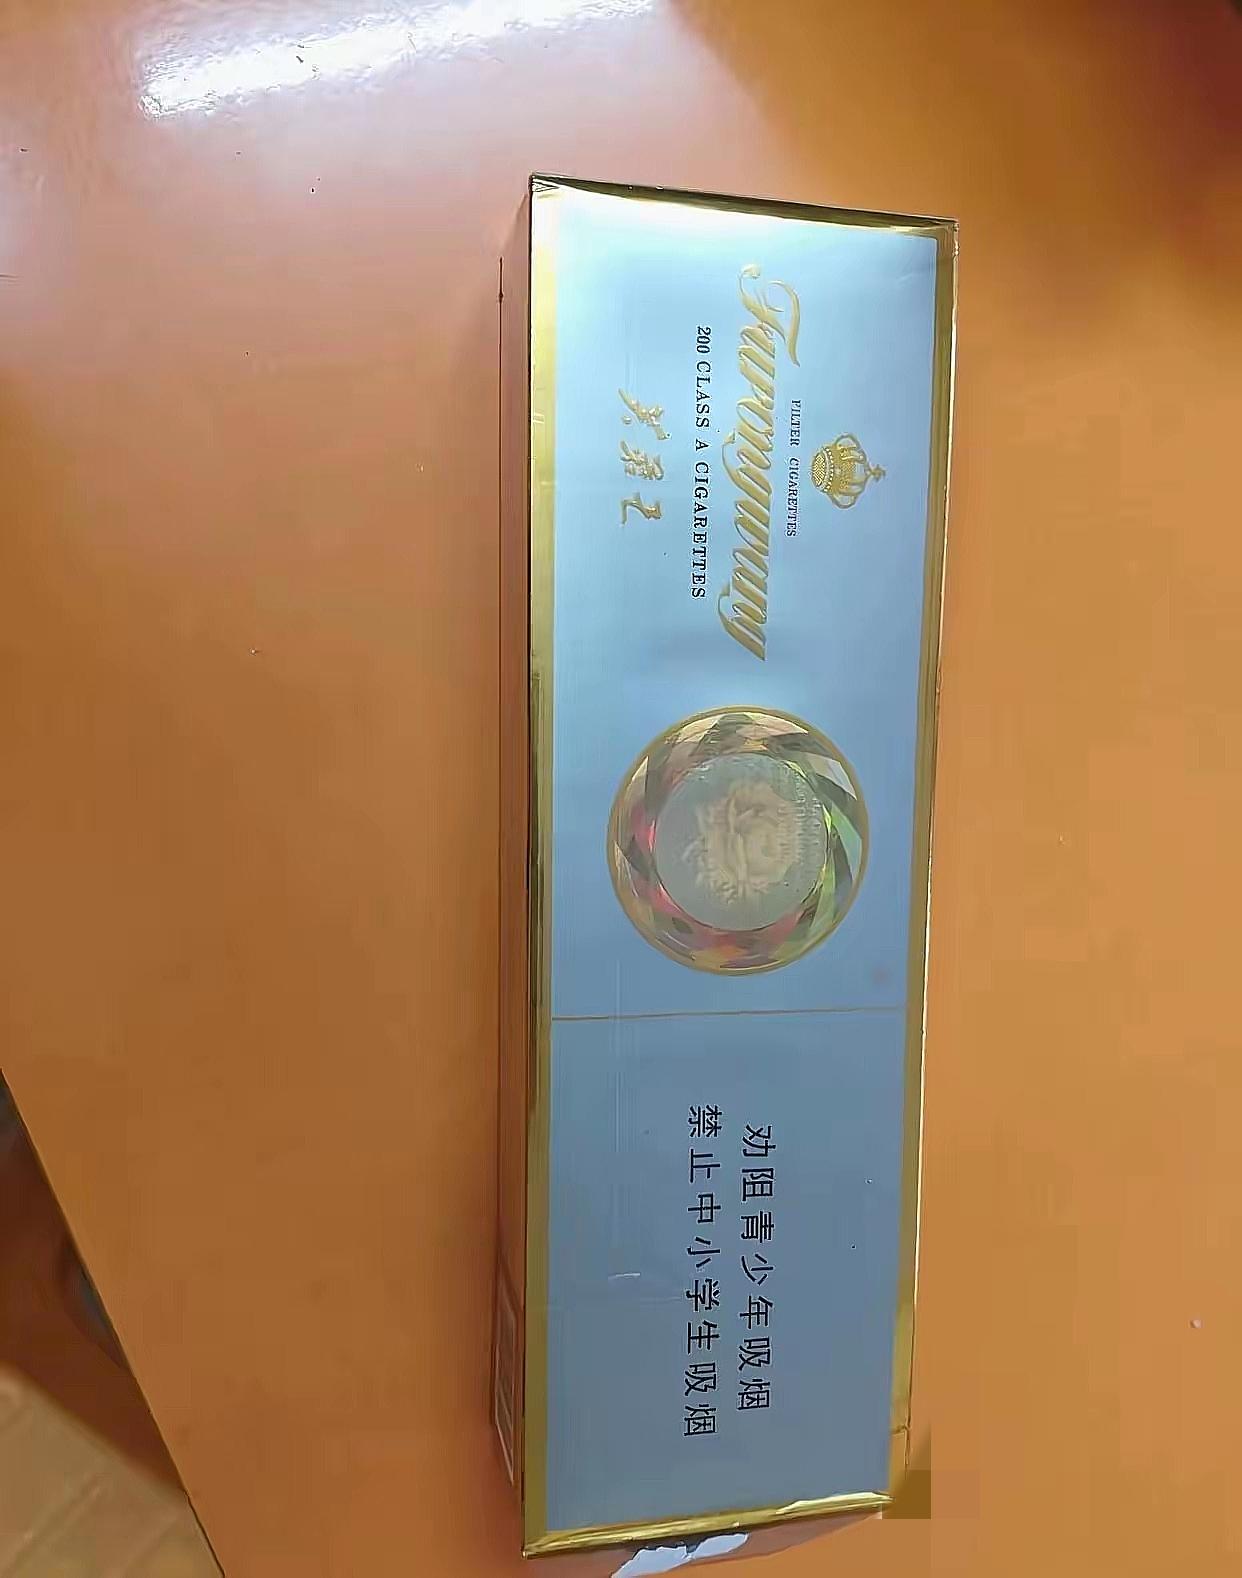 FILTER CIGARETTES
Furongwang
200 CLASS A CIGARETTES
芙蓉王
劝阻青少年吸烟
禁止中小学生吸烟